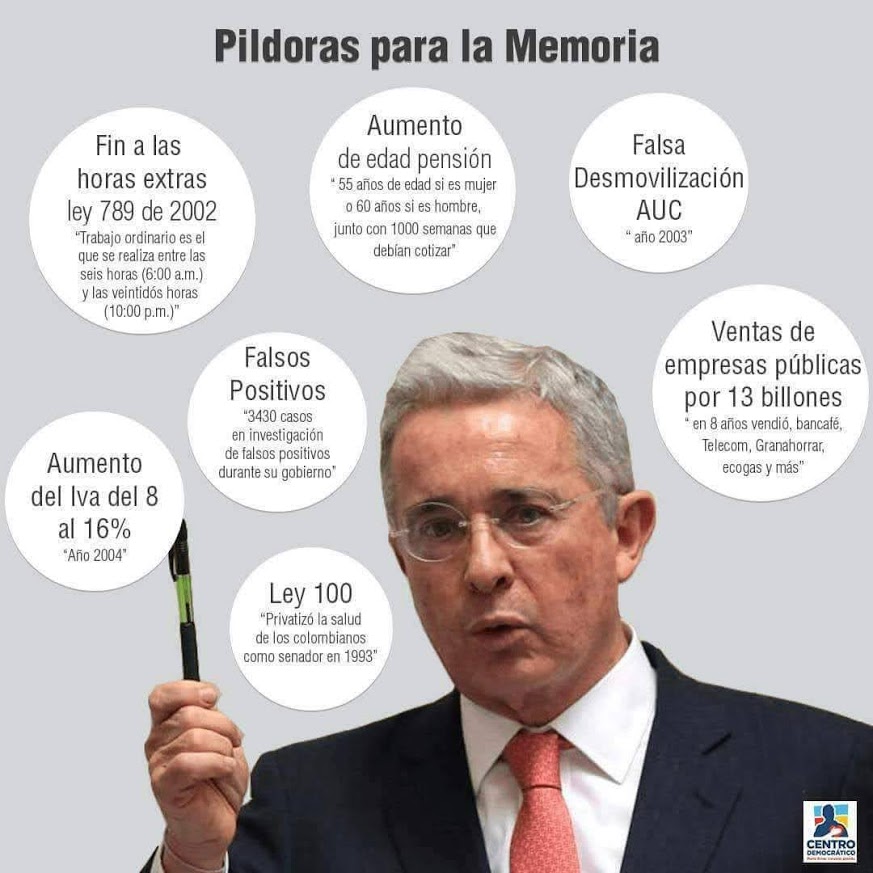 Pildoras para la Memoria
Fin a las
horas extras
ley 789 de 2002
“Trabajo ordinario es el
que se realiza entre las
seis horas (6:00 a.m.)
y las veintidós horas
(10:00 p.m.)”
Aumento
de edad pensión
“ 55 años de edad si es mujer
o 60 años si es hombre,
junto con 1000 semanas que
debían cotizar”
Falsa
Desmovilización
AUC
“ año 2003”
Ventas de
empresas públicas
por 13 billones
“ en 8 años vendió, bancafé,
Telecom, Granahorrar,
ecogas y más”
Falsos
Positivos
“3430 casos
en investigación
de falsos positivos
durante su gobierno”
Aumento
del Iva del 8
al 16%
“Año 2004”
Ley 100
“Privatizó la salud
de los colombianos
como senador en 1993”
CENTRO
DEMOCRÁTICO